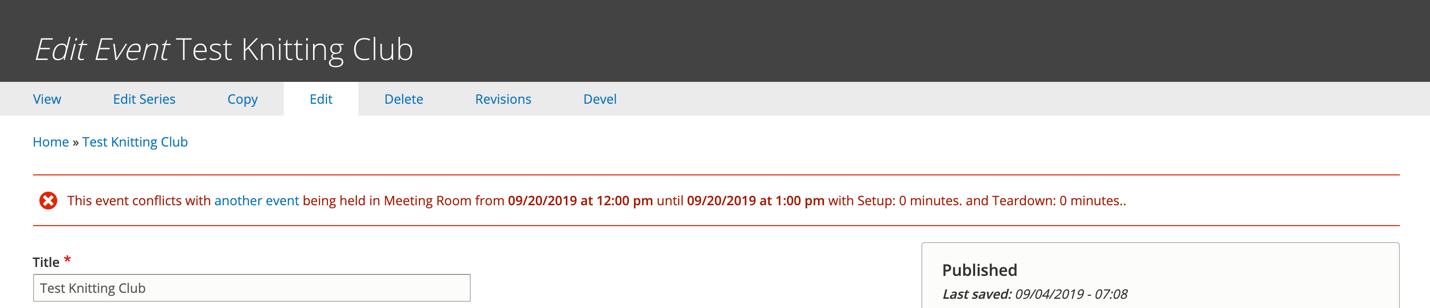 Edit Event Test Knitting Club
View Edit Series Copy Edit Delete Revisions Devel
Home » Test Knitting Club
This event conflicts with another event being held in Meeting Room from 09/20/2019 at 12:00 pm until 09/20/2019 at 1:00 pm with Setup: 0 minutes. and Teardown: 0 minutes..
Title *
Test Knitting Club
Published
Last saved: 09/04/2019 - 07:08